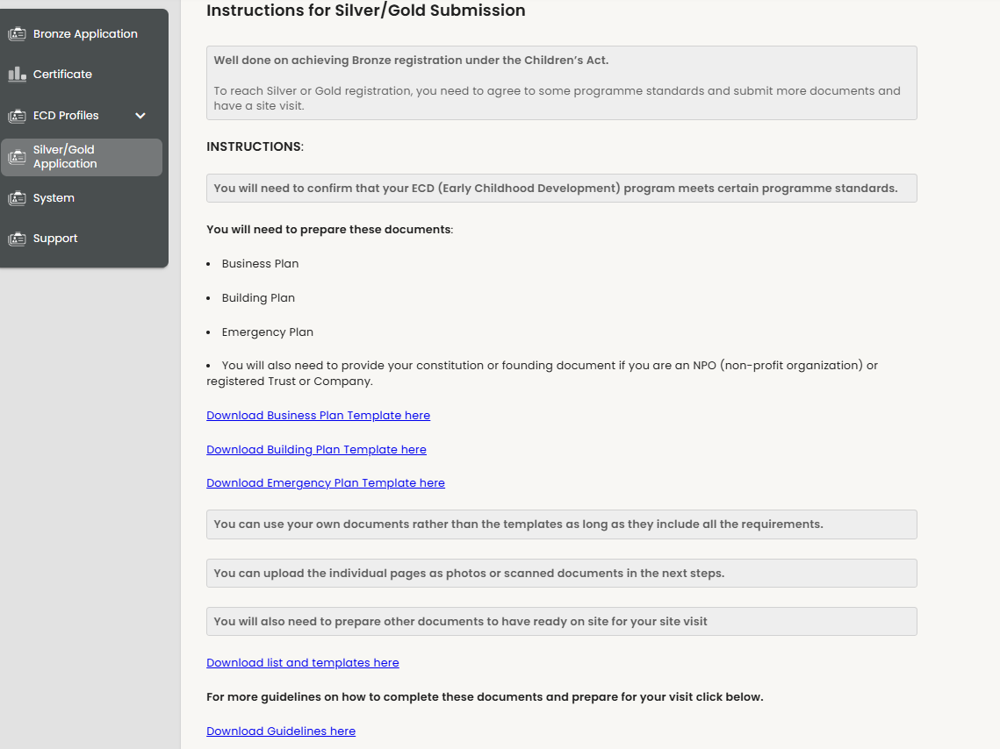 Bronze Application
Certificate
ECD Profiles
Silver/Gold
Application
System
Support
Instructions for Silver/Gold Submission
Well done on achieving Bronze registration under the Children’s Act.
To reach Silver or Gold registration, you need to agree to some programme standards and submit more documents and
have a site visit.
INSTRUCTIONS:
You will need to confirm that your ECD (Early Childhood Development) program meets certain programme standards.
You will need to prepare these documents:
• Business Plan
• Building Plan
• Emergency Plan
• You will also need to provide your constitution or founding document if you are an NPO (non-profit organization) or
registered Trust or Company.
Download Business Plan Template here
Download Building Plan Template here
Download Emergency Plan Template here
You can use your own documents rather than the templates as long as they include all the requirements.
You can upload the individual pages as photos or scanned documents in the next steps.
You will also need to prepare other documents to have ready on site for your site visit
Download list and templates here
For more guidelines on how to complete these documents and prepare for your visit click below.
Download Guidelines here